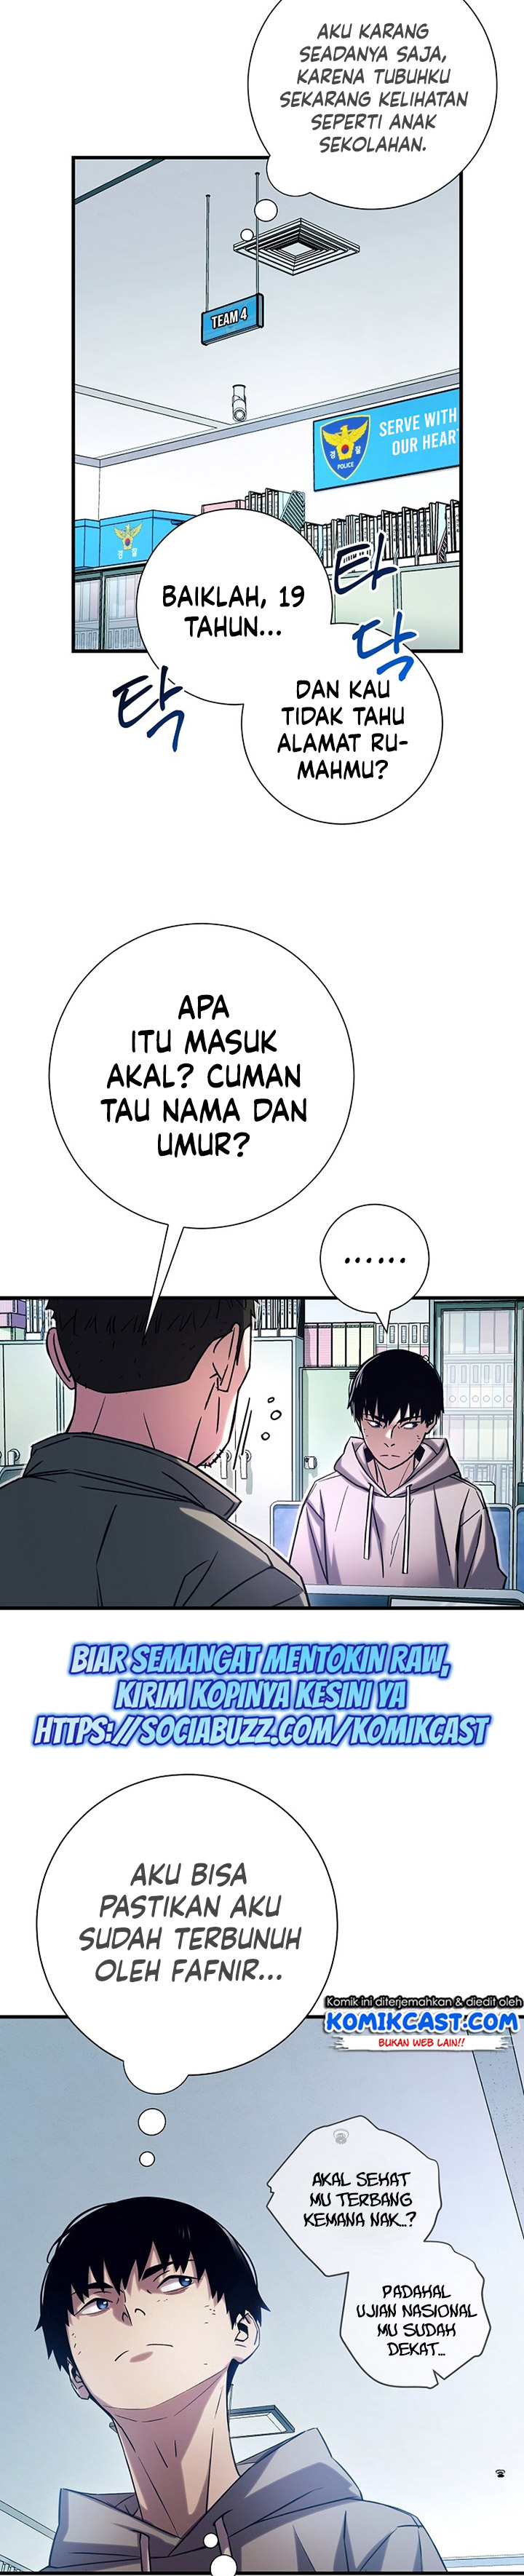 AKU KARANG
SEADANYA SAJA,
KARENA TUBUHKU
SEKARANG KELIHATAN
SEPERTI ANAK
SEKOLAHAN.
TEAM 4
SERVE WITH
OUR HEART
경찰
POLICE
경찰
타
닥
BAIKLAH, 19
TAHUN...
탁
DAN KAU
TIDAK TAHU
ALAMAT RU-
MAHMU?
APA
ITU MASUK
AKAL? CUMAN
TAU NAMA DAN
UMUR?
......
BIAR SEMANGAT MENTOKIN RAW,
KIRIM KOPINYA KESINI YA
HTTPS://SOCIABUZZ.COM/KOMIKCAST
AKU BISA
PASTIKAN AKU
SUDAH TERBUNUH
OLEH FAFNIR...
Komik ini diterjemahkan & diedit oleh
KOMIKCAST.COM
BUKAN WEB LAIN!!
AKAL SEHAT
MU TERBANG
KEMANA NAK..?
PADAHAL
UJIAN NASIONAL
MU SUDAH
DEKAT...